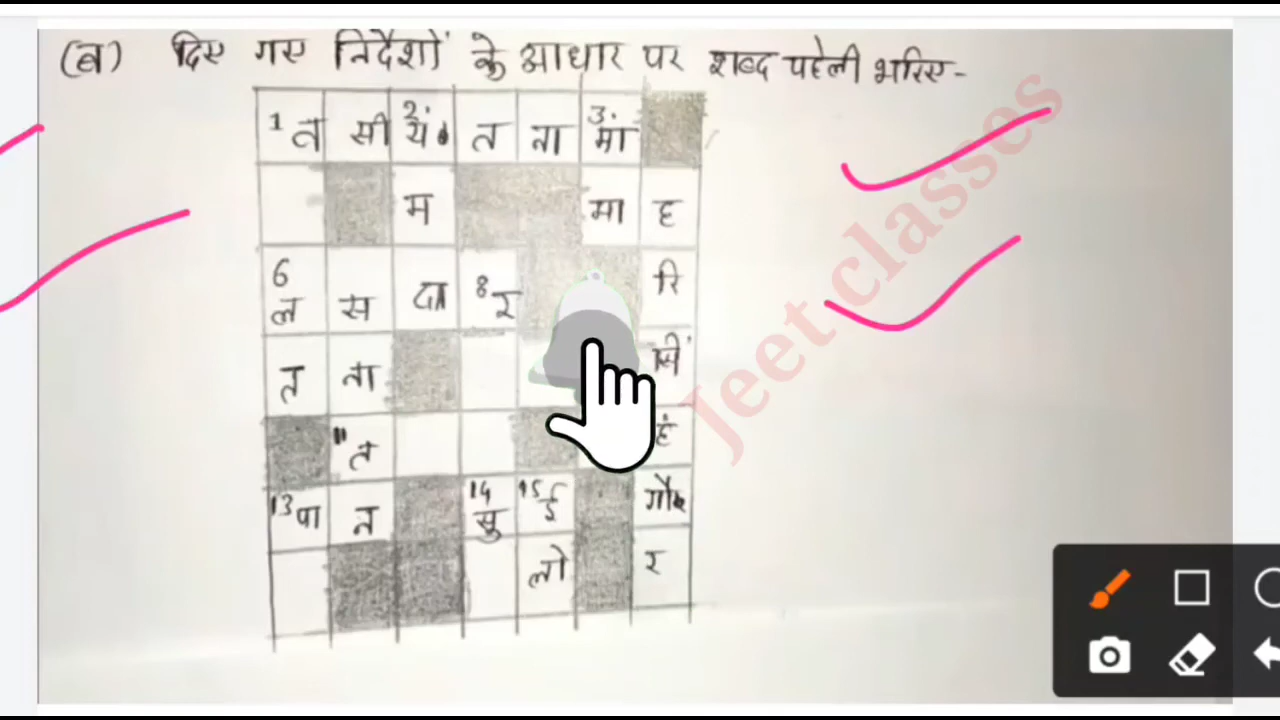 (ब) दिए गए निर्देशों के आधार पर शब्द पहेली भरिए-
1 त सी 2. यं त ना 3. मां
म मा ह
6 ल स दा 8 र रि
त ना सिं
11 त हं
13 पा न 14 सु 15 ई गौ
लो र
Jeet classes